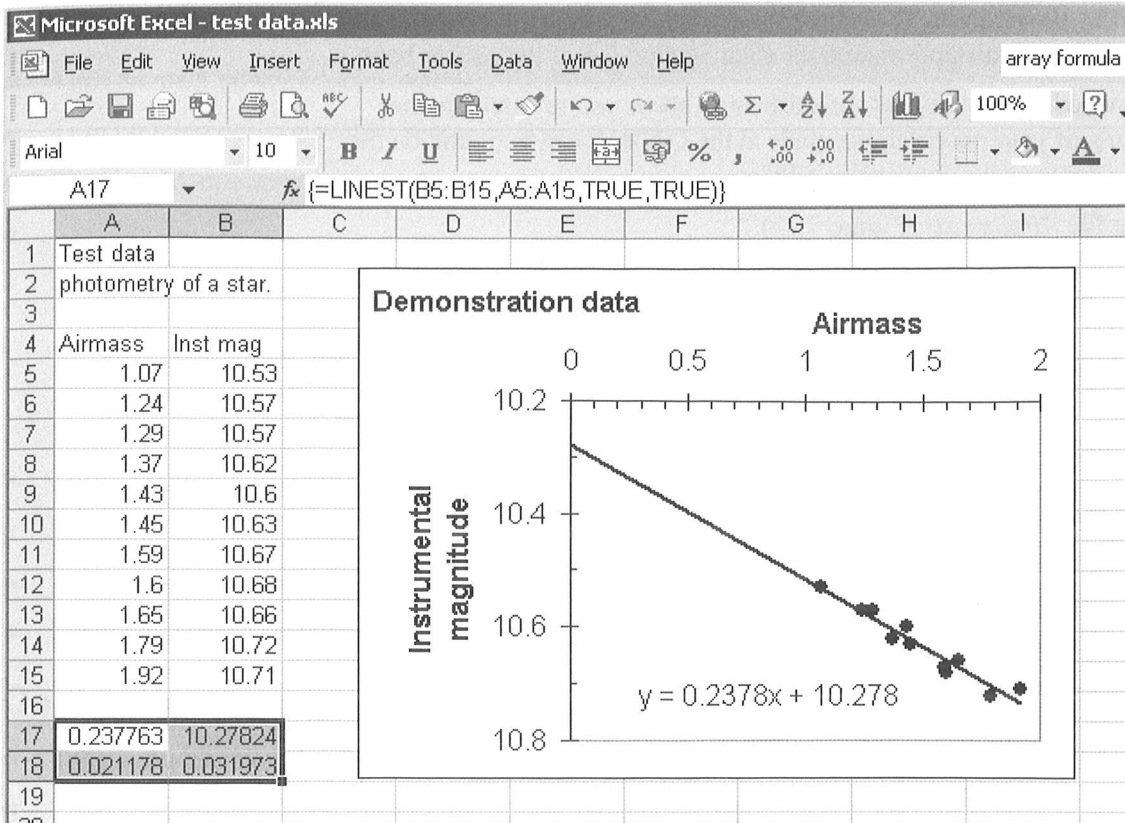 Microsoft Excel - test data.xls
File Edit View Insert Format Tools Data Window Help array formula
ABC Σ A Z Z A 100% ?
Arial 10 B I U % , .00 .00 A
A17 fx {=LINEST(B5:B15,A5:A15,TRUE,TRUE)}
A B C D E F G H I
1 Test data
2 photometry of a star.
3
4 Airmass Inst mag
5 1.07 10.53
6 1.24 10.57
7 1.29 10.57
8 1.37 10.62
9 1.43 10.6
10 1.45 10.63
11 1.59 10.67
12 1.6 10.68
13 1.65 10.66
14 1.79 10.72
15 1.92 10.71
16
17 0.237763 10.27824
18 0.021178 0.031973
19
Demonstration data
Airmass
0 0.5 1 1.5 2
Instrumental
magnitude
10.2
10.4
10.6
10.8
y = 0.2378x + 10.278